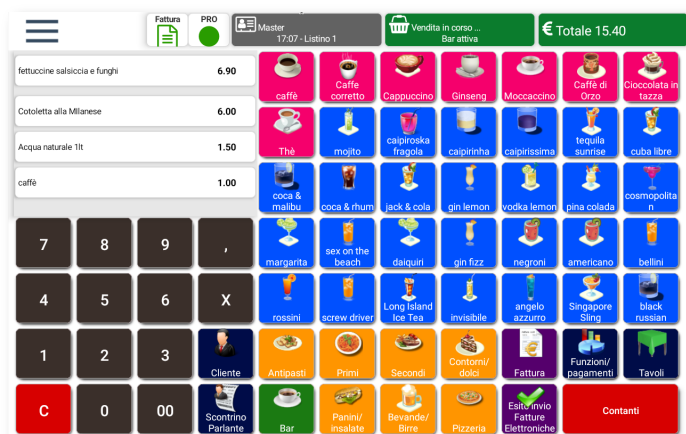 Fattura
PRO
Master
17:07 - Listino 1
Vendita in corso ...
Bar attiva
€ Totale 15.40
fettuccine salsiccia e funghi 6.90
Cotoletta alla MIlanese 6.00
Acqua naturale 1lt 1.50
caffè 1.00
caffè
Caffe
corretto
Cappuccino
Ginseng
Moccaccino
Caffè di
Orzo
Cioccolata in
tazza
Thè
mojito
caipiroska
fragola
caipirinha
caipirissima
tequila
sunrise
cuba libre
coca &
malibu
coca & rhum
jack & cola
gin lemon
vodka lemon
pina colada
cosmopolita
n
7 8 9 ,
margarita
sex on the
beach
daiquiri
gin fizz
negroni
americano
bellini
4 5 6 X
rossini
screw driver
Long Island
Ice Tea
invisibile
angelo
azzurro
Singapore
Sling
black
russian
1 2 3
Cliente
Antipasti
Primi
Secondi
Contorni/
dolci
Fattura
Funzioni/
pagamenti
Tavoli
C 0 00
Scontrino
Parlante
Bar
Panini/
insalate
Bevande/
Birre
Pizzeria
Esito invio
Fatture
Elettroniche
Contanti